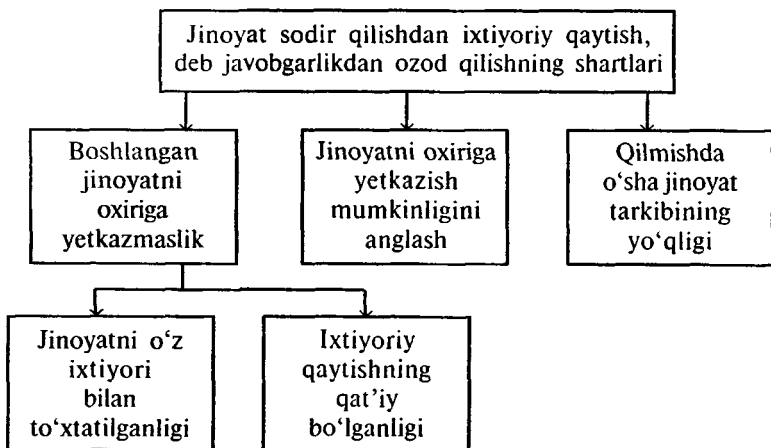 Jinoyat sodir qilishdan ixtiyoriy qaytish,
deb javobgarlikdan ozod qilishning shartlari
Boshlangan
jinoyatni
oxiriga
yetkazmaslik
Jinoyatni oxiriga
yetkazish
mumkinligini
anglash
Qilmishda
o‘sha jinoyat
tarkibining
yo‘qligi
Jinoyatni o‘z
ixtiyori
bilan
to‘xtatilganligi
Ixtiyoriy
qaytishning
qat’iy
bo‘lganligi